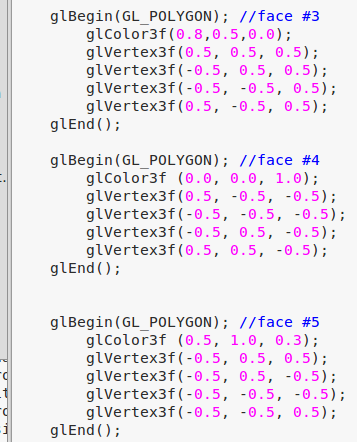 glBegin(GL_POLYGON); //face #3
glColor3f(0.8,0.5,0.0);
glVertex3f(0.5, 0.5, 0.5);
glVertex3f(-0.5, 0.5, 0.5);
glVertex3f(-0.5, -0.5, 0.5);
glVertex3f(0.5, -0.5, 0.5);
glEnd();
glBegin(GL_POLYGON); //face #4
glColor3f (0.0, 0.0, 1.0);
glVertex3f(0.5, -0.5, -0.5);
glVertex3f(-0.5, -0.5, -0.5);
glVertex3f(-0.5, 0.5, -0.5);
glVertex3f(0.5, 0.5, -0.5);
glEnd();
glBegin(GL_POLYGON); //face #5
glColor3f (0.5, 1.0, 0.3);
glVertex3f(-0.5, 0.5, 0.5);
glVertex3f(-0.5, 0.5, -0.5);
glVertex3f(-0.5, -0.5, -0.5);
glVertex3f(-0.5, -0.5, 0.5);
glEnd();